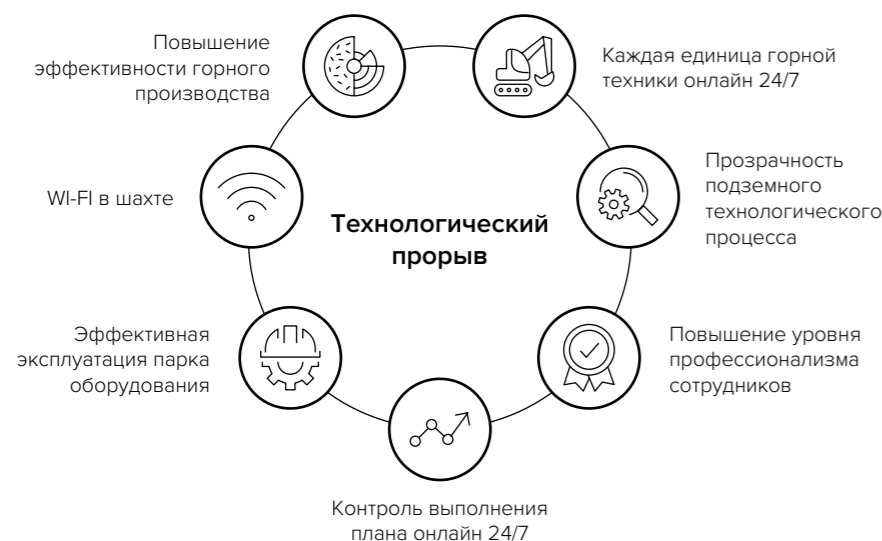 Повышение
эффективности горного
производства
Каждая единица горной
техники онлайн 24/7
WI-FI в шахте
Технологический
прорыв
Прозрачность
подземного
технологического
процесса
Эффективная
эксплуатация парка
оборудования
Повышение уровня
профессионализма
сотрудников
Контроль выполнения
плана онлайн 24/7